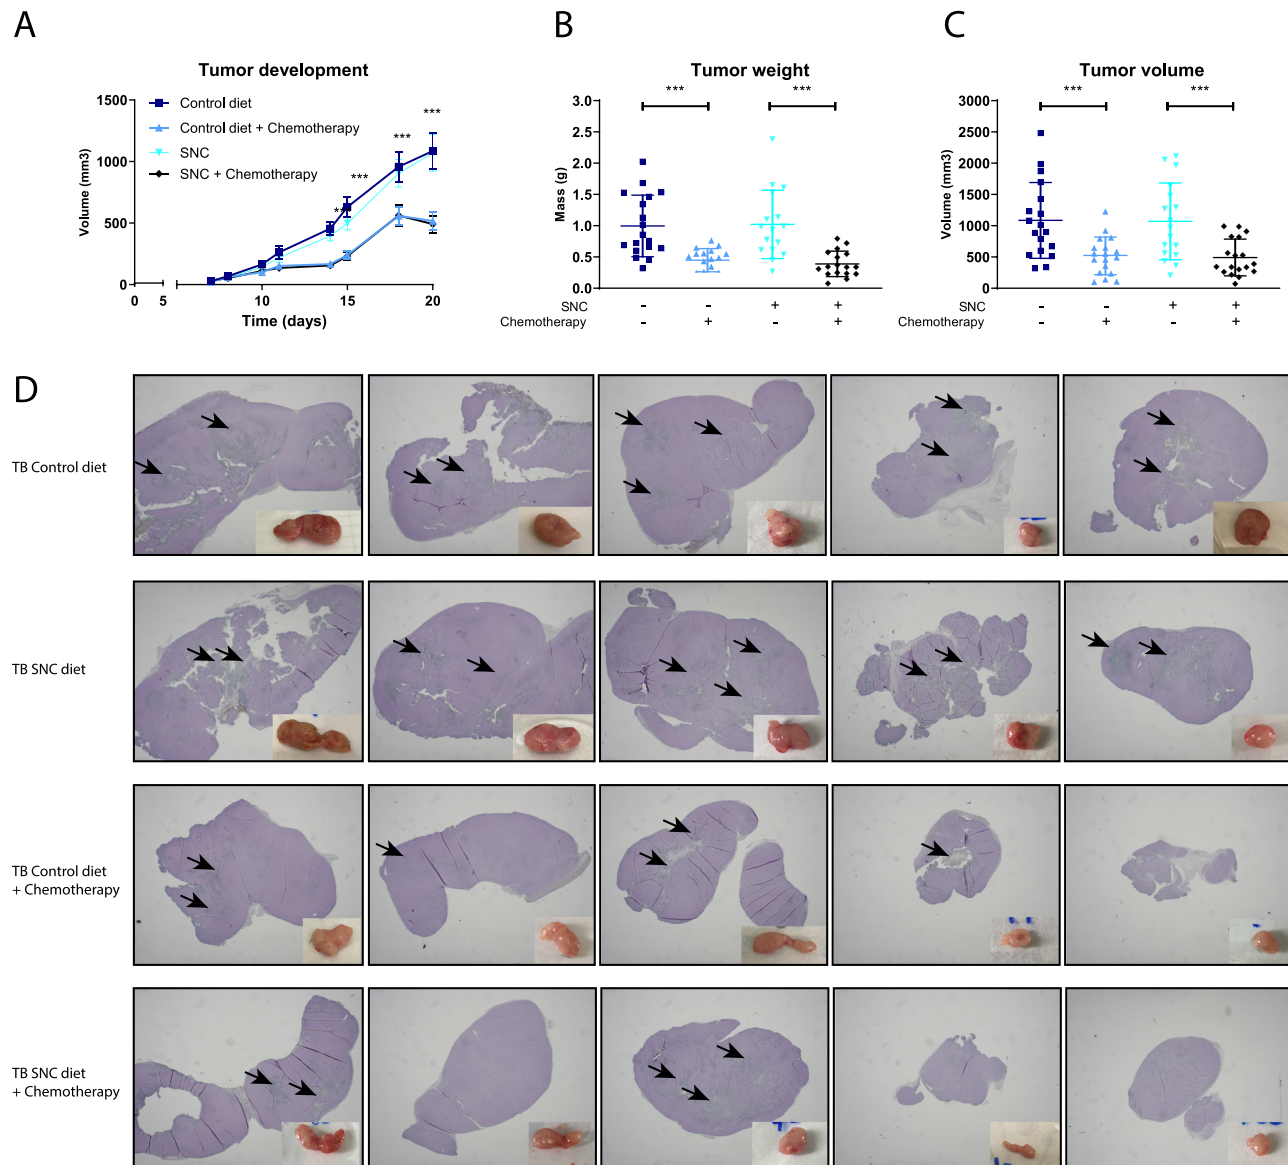 A
B
C
Tumor development
Tumor weight
Tumor volume
Control diet
Control diet + Chemotherapy
SNC
SNC + Chemotherapy
***
***
***
**
Volume (mm3)
1500
1000
500
0
0
5
10
15
20
Time (days)
***
***
Mass (g)
3.0
2.5
2.0
1.5
1.0
0.5
0.0
SNC - - + +
Chemotherapy - + - +
***
***
Volume (mm3)
3000
2500
2000
1500
1000
500
0
SNC - - + +
Chemotherapy - + - +
D
TB Control diet
TB SNC diet
TB Control diet
+ Chemotherapy
TB SNC diet
+ Chemotherapy